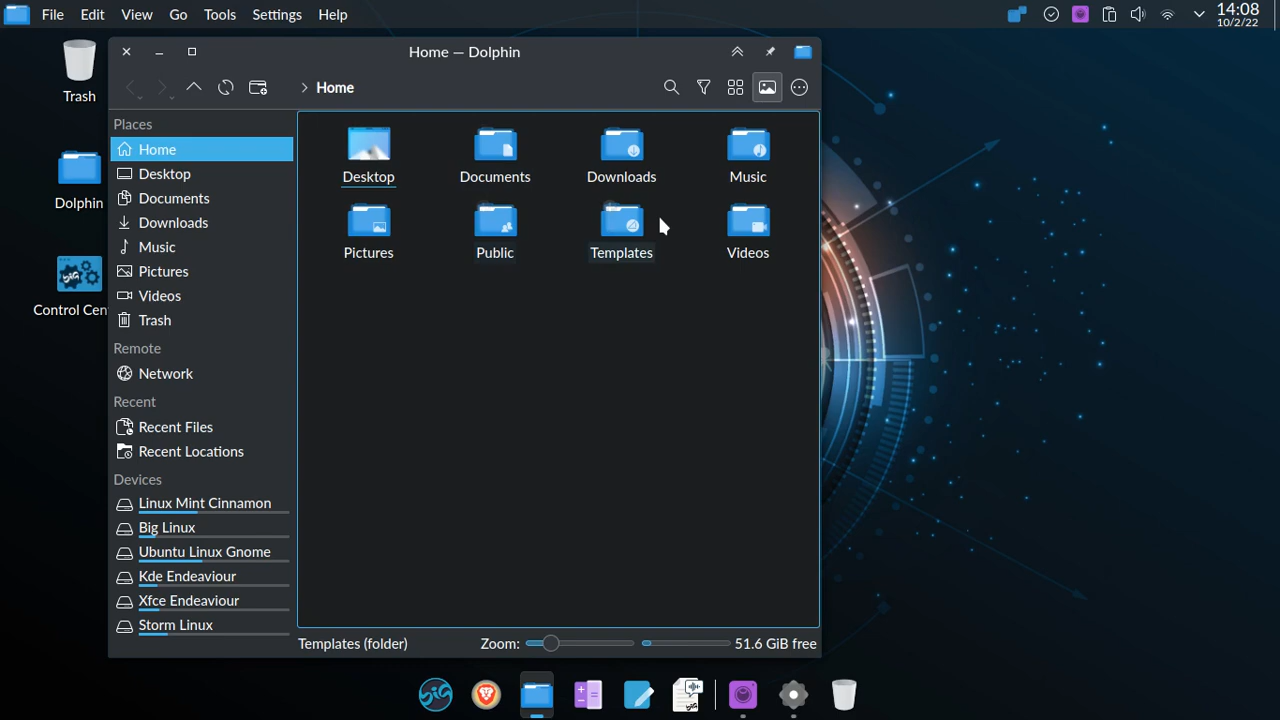 File Edit View Go Tools Settings Help
14:08
10/2/22
Trash
Dolphin
Control Cen
Home — Dolphin
Home
Places
Home
Desktop
Documents
Downloads
Music
Pictures
Videos
Trash
Remote
Network
Recent
Recent Files
Recent Locations
Devices
Linux Mint Cinnamon
Big Linux
Ubuntu Linux Gnome
Kde Endeavour
Xfce Endeavour
Storm Linux
Desktop Documents Downloads Music
Pictures Public Templates Videos
Templates (folder) Zoom: 51.6 GiB free